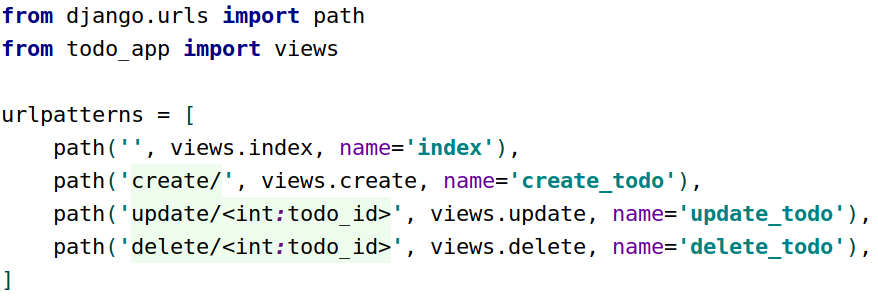 from django.urls import path
from todo_app import views

urlpatterns = [
    path('', views.index, name='index'),
    path('create/', views.create, name='create_todo'),
    path('update/<int:todo_id>', views.update, name='update_todo'),
    path('delete/<int:todo_id>', views.delete, name='delete_todo'),
]